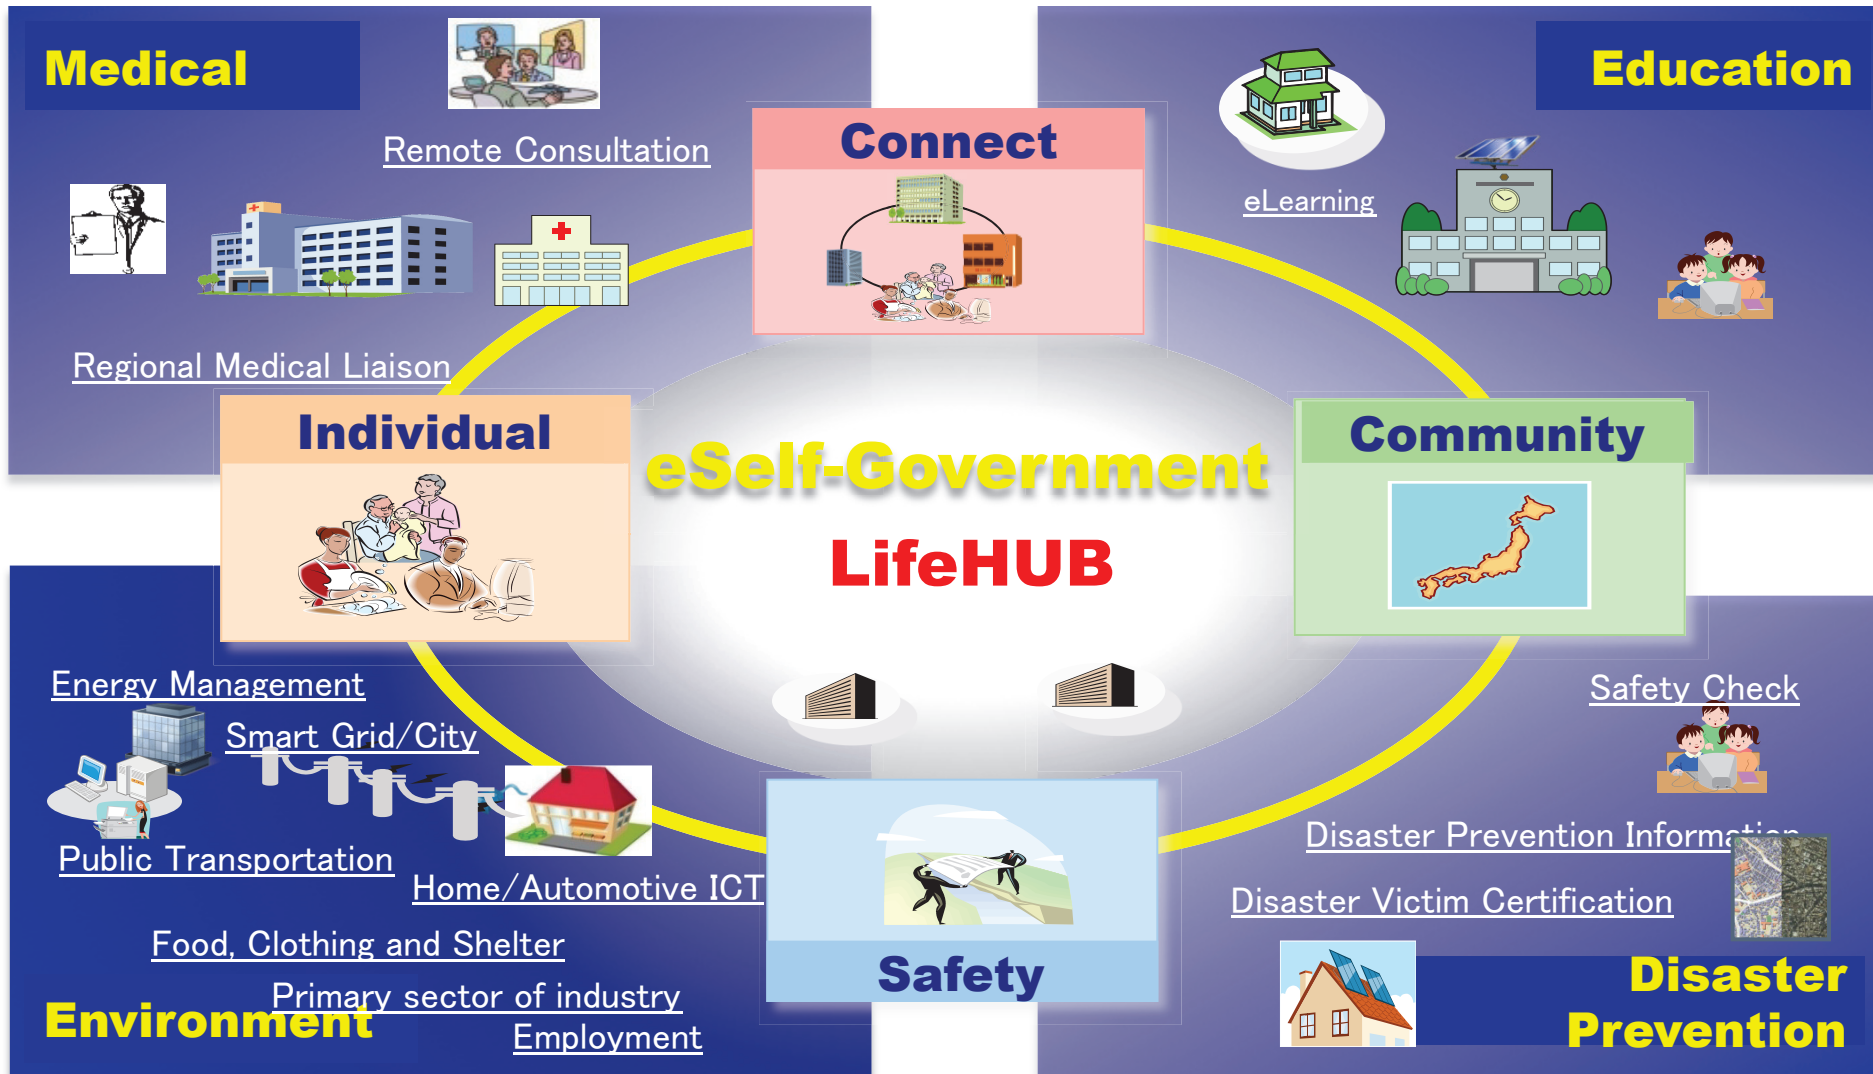 Medical
Education
Remote Consultation
Connect
eLearning
Regional Medical Liaison
Individual
Community
eSelf-Government
LifeHUB
Energy Management
Smart Grid/City
Public Transportation
Home/Automotive ICT
Food, Clothing and Shelter
Primary sector of industry
Employment
Environment
Safety
Safety Check
Disaster Prevention Information
Disaster Victim Certification
Disaster
Prevention